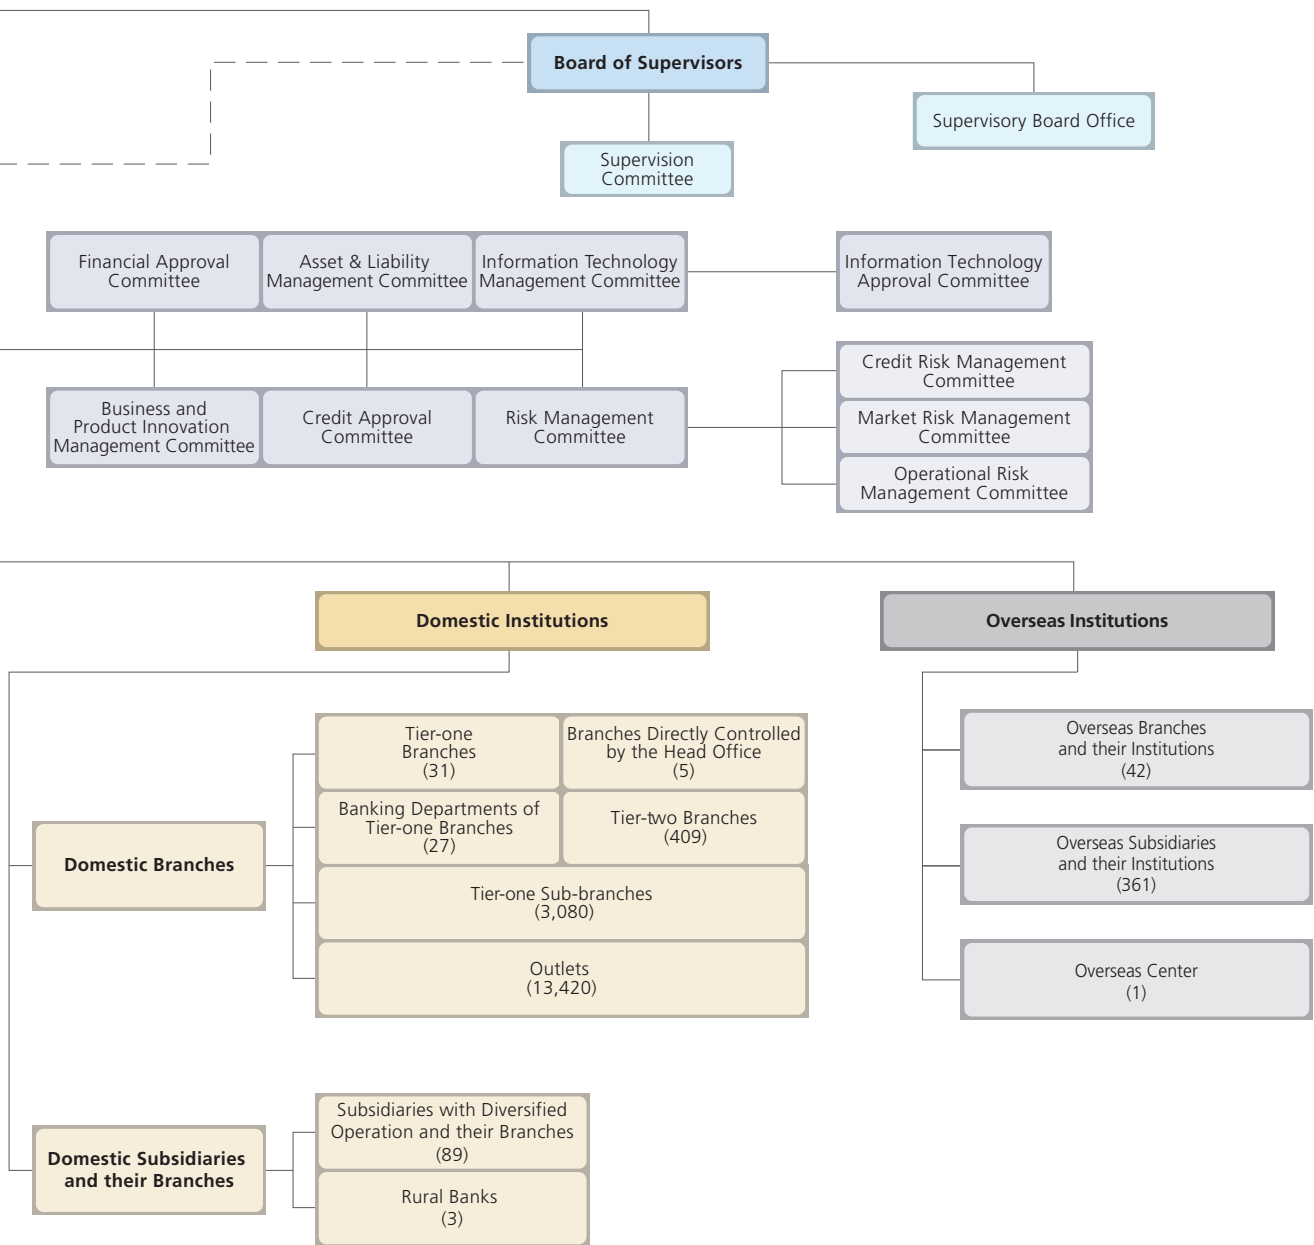 Board of Supervisors
Supervisory Board Office
Supervision
Committee
Financial Approval
Committee
Asset & Liability
Management Committee
Information Technology
Management Committee
Information Technology
Approval Committee
Business and
Product Innovation
Management Committee
Credit Approval
Committee
Risk Management
Committee
Credit Risk Management
Committee
Market Risk Management
Committee
Operational Risk
Management Committee
Domestic Institutions
Overseas Institutions
Domestic Branches
Tier-one
Branches
(31)
Branches Directly Controlled
by the Head Office
(5)
Banking Departments of
Tier-one Branches
(27)
Tier-two Branches
(409)
Tier-one Sub-branches
(3,080)
Outlets
(13,420)
Overseas Branches
and their Institutions
(42)
Overseas Subsidiaries
and their Institutions
(361)
Overseas Center
(1)
Domestic Subsidiaries
and their Branches
Subsidiaries with Diversified
Operation and their Branches
(89)
Rural Banks
(3)